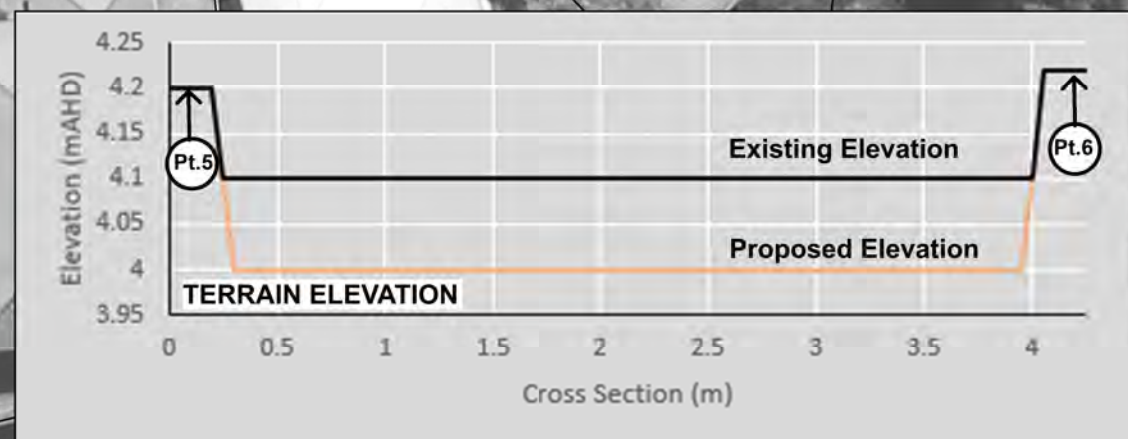 4.25
4.2
4.15
4.1
4.05
4
3.95
Elevation (mAHD)
Pt.5
Pt.6
Existing Elevation
Proposed Elevation
TERRAIN ELEVATION
0 0.5 1 1.5 2 2.5 3 3.5 4
Cross Section (m)